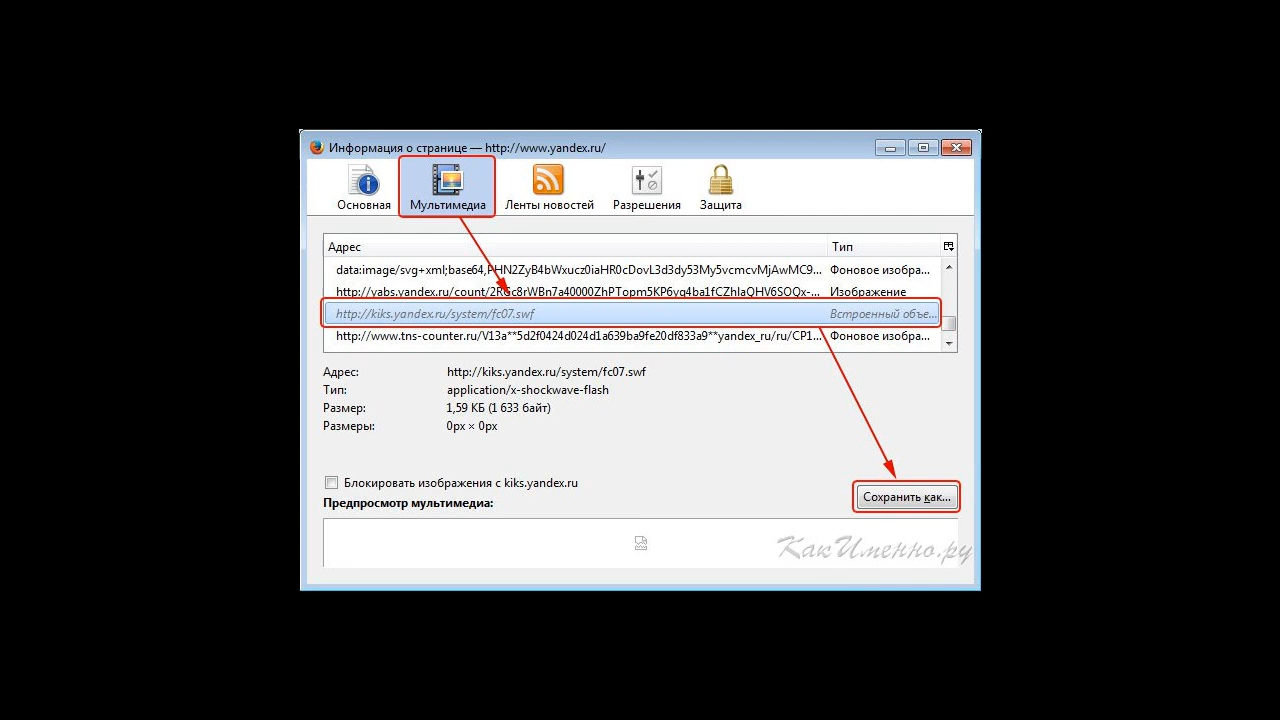 Информация о странице — http://www.yandex.ru/
Основная Мультимедиа Ленты новостей Разрешения Защита
Адрес Тип
data:image/svg+xml;base64,PHN2ZyB4bWxucz0iaHR0cDovL3d3dy53My5vcmcvMjAwMC9... Фоновое изобра...
http://yabs.yandex.ru/count/2RGc8rWBn7a40000ZhPTopm5KP6yq4ba1fCZhIaQHV6SOQx-... Изображение
http://kiks.yandex.ru/system/fc07.swf Встроенный объе...
http://www.tns-counter.ru/V13a**5d2f0424d024d1a639ba9fe20df833a9**yandex_ru/ru/CP1... Фоновое изобра...
Адрес: http://kiks.yandex.ru/system/fc07.swf
Тип: application/x-shockwave-flash
Размер: 1,59 КБ (1 633 байт)
Размеры: 0px × 0px
Блокировать изображения с kiks.yandex.ru
Сохранить как...
Предпросмотр мультимедиа:
КакИменно.ру